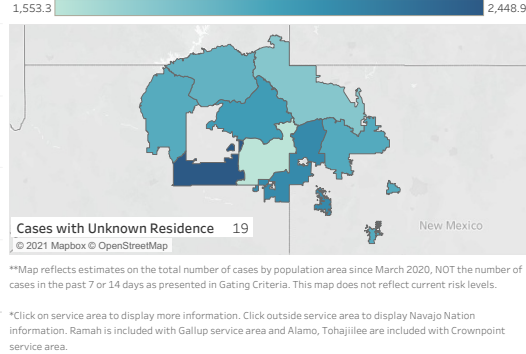 1,553.3 2,448.9
New Mexico
Cases with Unknown Residence 19
© 2021 Mapbox © OpenStreetMap
**Map reflects estimates on the total number of cases by population area since March 2020, NOT the number of
cases in the past 7 or 14 days as presented in Gating Criteria. This map does not reflect current risk levels.
*Click on service area to display more information. Click outside service area to display Navajo Nation
information. Ramah is included with Gallup service area and Alamo, Tohajiilee are included with Crownpoint
service area.